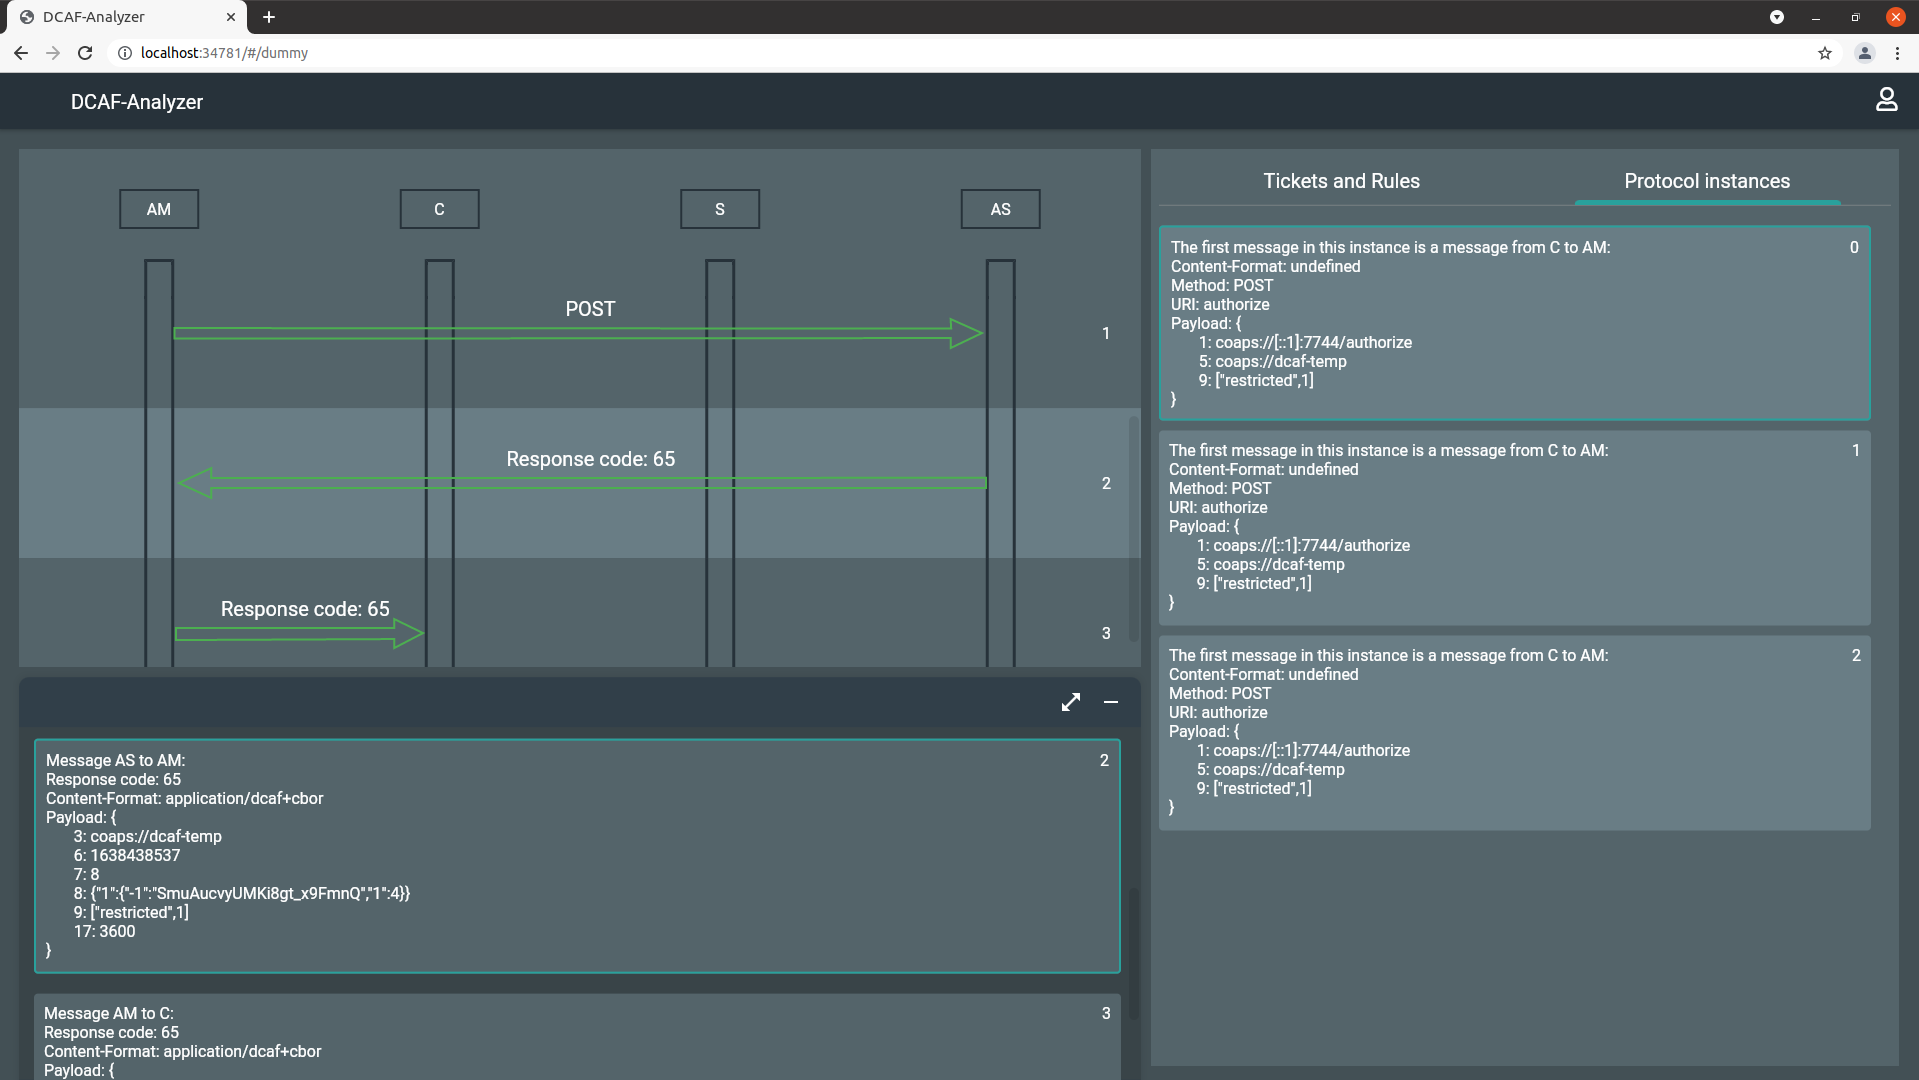 DCAF-Analyzer
localhost:34781/#/dummy
DCAF-Analyzer
AM
C
S
AS
POST
1
Response code: 65
2
Response code: 65
3
Message AS to AM:
2
Response code: 65
Content-Format: application/dcaf+cbor
Payload: {
3: coaps://dcaf-temp
6: 1638438537
7: 8
8: {"1":{"-1":"SmuAucvyUMKi8gt_x9FmnQ","1":4}}
9: ["restricted",1]
17: 3600
}
Message AM to C:
3
Response code: 65
Content-Format: application/dcaf+cbor
Payload: {
Tickets and Rules
Protocol instances
The first message in this instance is a message from C to AM:
0
Content-Format: undefined
Method: POST
URI: authorize
Payload: {
1: coaps://[::1]:7744/authorize
5: coaps://dcaf-temp
9: ["restricted",1]
}
The first message in this instance is a message from C to AM:
1
Content-Format: undefined
Method: POST
URI: authorize
Payload: {
1: coaps://[::1]:7744/authorize
5: coaps://dcaf-temp
9: ["restricted",1]
}
The first message in this instance is a message from C to AM:
2
Content-Format: undefined
Method: POST
URI: authorize
Payload: {
1: coaps://[::1]:7744/authorize
5: coaps://dcaf-temp
9: ["restricted",1]
}